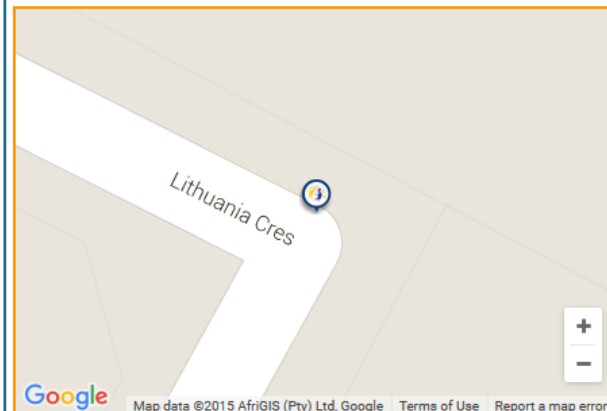 Lithuania Cres
+
−
Google
Map data ©2015 AfriGIS (Pty) Ltd, Google Terms of Use Report a map error